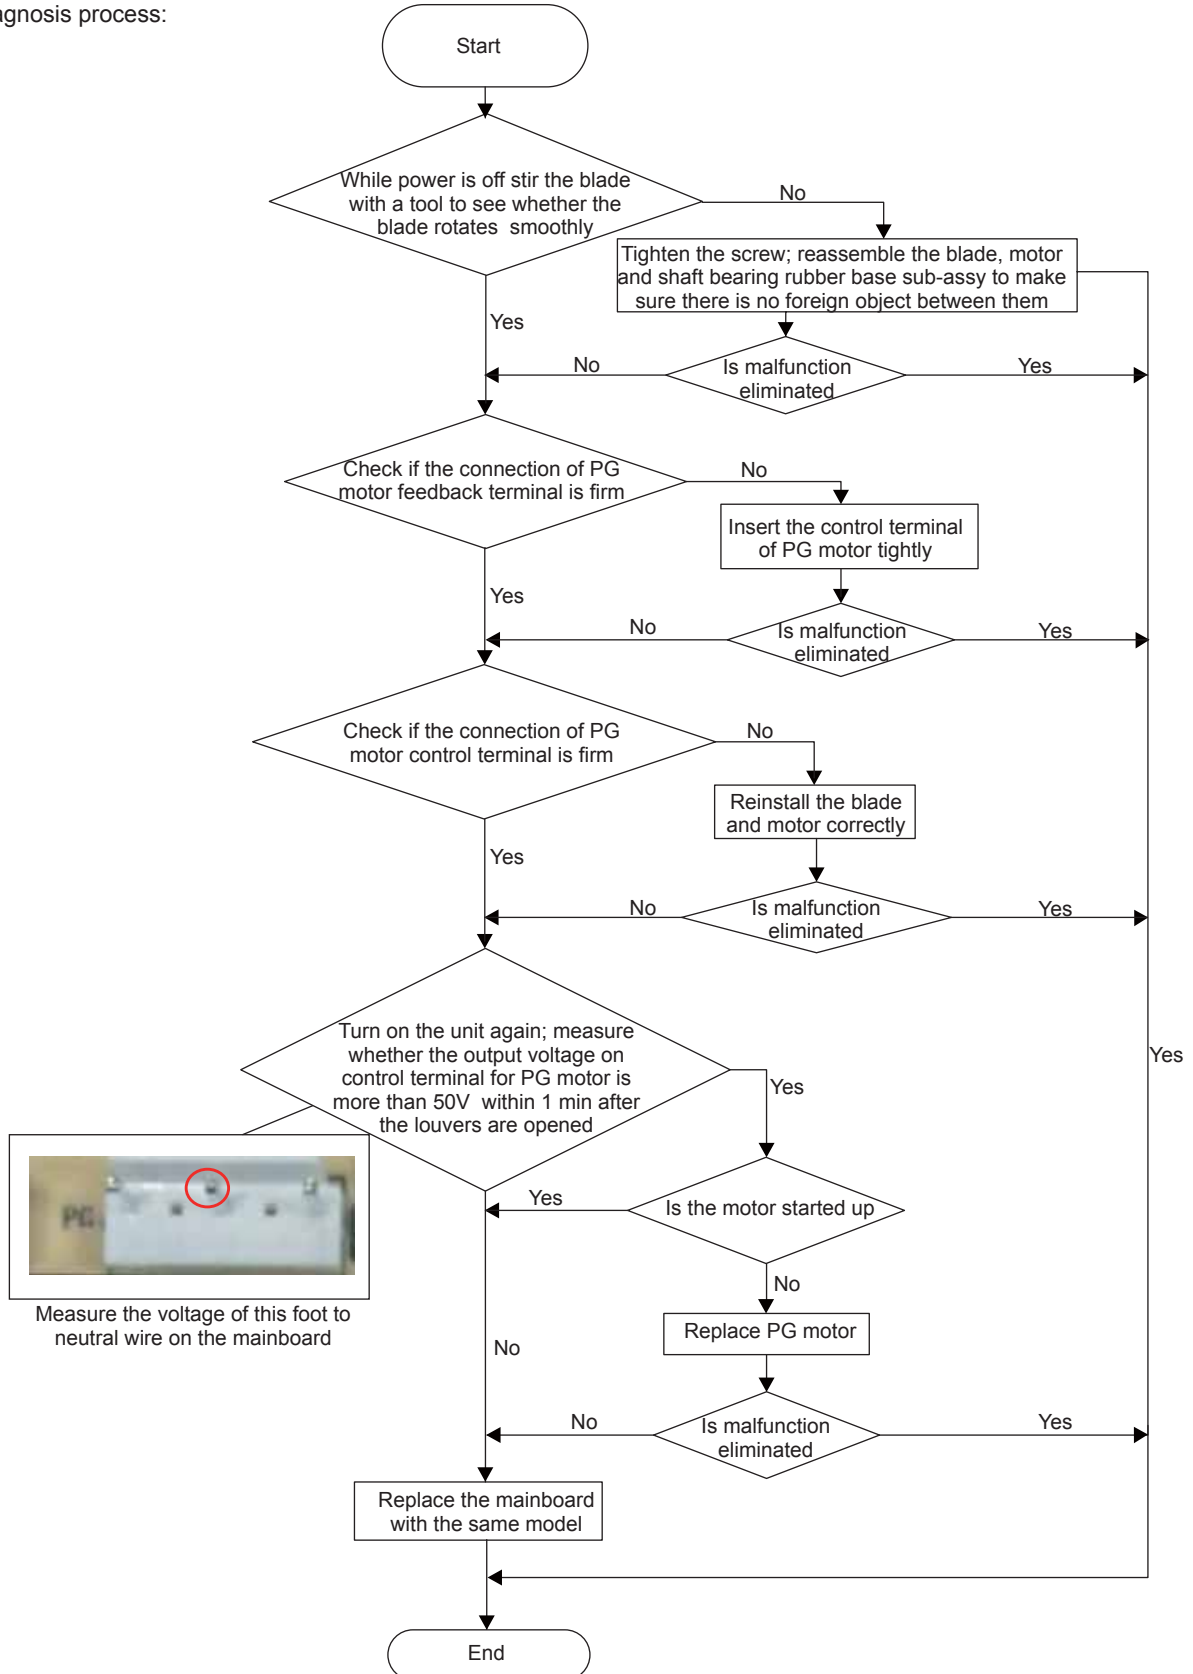 agnosis process:
Start
While power is off stir the blade
with a tool to see whether the
blade rotates smoothly
No
Tighten the screw; reassemble the blade, motor
and shaft bearing rubber base sub-assy to make
sure there is no foreign object between them
Yes
No
Is malfunction
eliminated
Yes
Check if the connection of PG
motor feedback terminal is firm
No
Insert the control terminal
of PG motor tightly
Yes
No
Is malfunction
eliminated
Yes
Check if the connection of PG
motor control terminal is firm
No
Reinstall the blade
and motor correctly
Yes
No
Is malfunction
eliminated
Yes
Turn on the unit again; measure
whether the output voltage on
control terminal for PG motor is
more than 50V within 1 min after
the louvers are opened
Yes
Yes
PG
Yes
Is the motor started up
No
Measure the voltage of this foot to
neutral wire on the mainboard
Replace PG motor
No
No
Is malfunction
eliminated
Yes
Replace the mainboard
with the same model
End